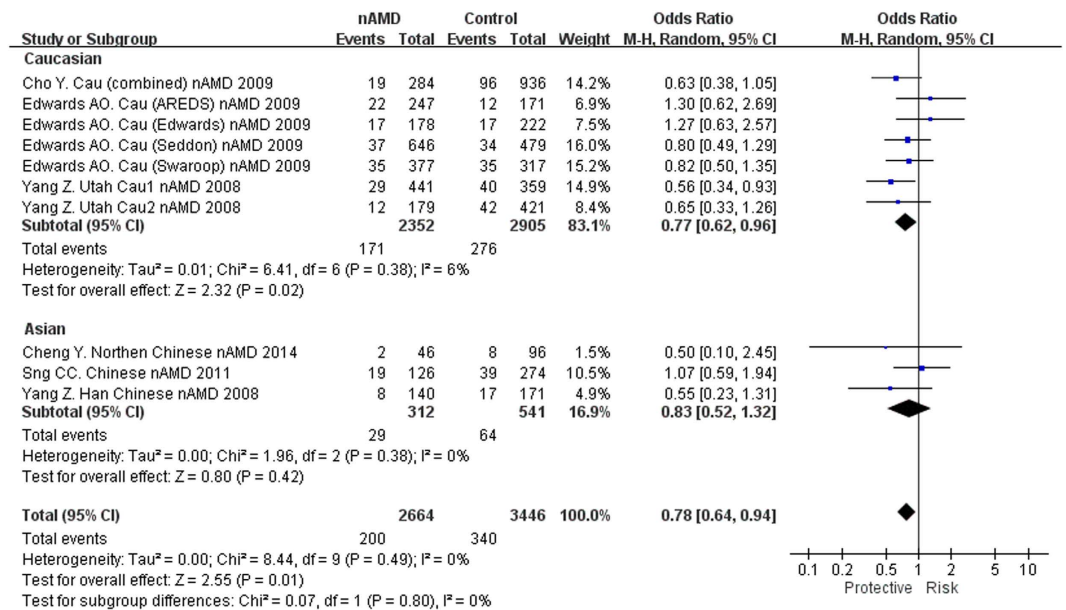 nAMD Control Odds Ratio Odds Ratio
Study or Subgroup Events Total Events Total Weight M-H, Random, 95% CI M-H, Random, 95% CI
Caucasian
Cho Y. Cau (combined) nAMD 2009 19 284 96 936 14.2% 0.63 [0.38, 1.05]
Edwards AO. Cau (AREDS) nAMD 2009 22 247 12 171 6.9% 1.30 [0.62, 2.69]
Edwards AO. Cau (Edwards) nAMD 2009 17 178 17 222 7.5% 1.27 [0.63, 2.57]
Edwards AO. Cau (Seddon) nAMD 2009 37 646 34 479 16.0% 0.80 [0.49, 1.29]
Edwards AO. Cau (Swaroop) nAMD 2009 35 377 35 317 15.2% 0.82 [0.50, 1.35]
Yang Z. Utah Cau1 nAMD 2008 29 441 40 359 14.9% 0.56 [0.34, 0.93]
Yang Z. Utah Cau2 nAMD 2008 12 179 42 421 8.4% 0.65 [0.33, 1.26]
Subtotal (95% CI) 2352 2905 83.1% 0.77 [0.62, 0.96]
Total events 171 276
Heterogeneity: Tau² = 0.01; Chi² = 6.41, df = 6 (P = 0.38); I² = 6%
Test for overall effect: Z = 2.32 (P = 0.02)
Asian
Cheng Y. Northen Chinese nAMD 2014 2 46 8 96 1.5% 0.50 [0.10, 2.45]
Sng CC. Chinese nAMD 2011 19 126 39 274 10.5% 1.07 [0.59, 1.94]
Yang Z. Han Chinese nAMD 2008 8 140 17 171 4.9% 0.55 [0.23, 1.31]
Subtotal (95% CI) 312 541 16.9% 0.83 [0.52, 1.32]
Total events 29 64
Heterogeneity: Tau² = 0.00; Chi² = 1.96, df = 2 (P = 0.38); I² = 0%
Test for overall effect: Z = 0.80 (P = 0.42)
Total (95% CI) 2664 3446 100.0% 0.78 [0.64, 0.94]
Total events 200 340
Heterogeneity: Tau² = 0.00; Chi² = 8.44, df = 9 (P = 0.49); I² = 0%
Test for overall effect: Z = 2.55 (P = 0.01)
Test for subgroup differences: Chi² = 0.07, df = 1 (P = 0.80), I² = 0%
0.1 0.2 0.5 1 2 5 10
Protective Risk